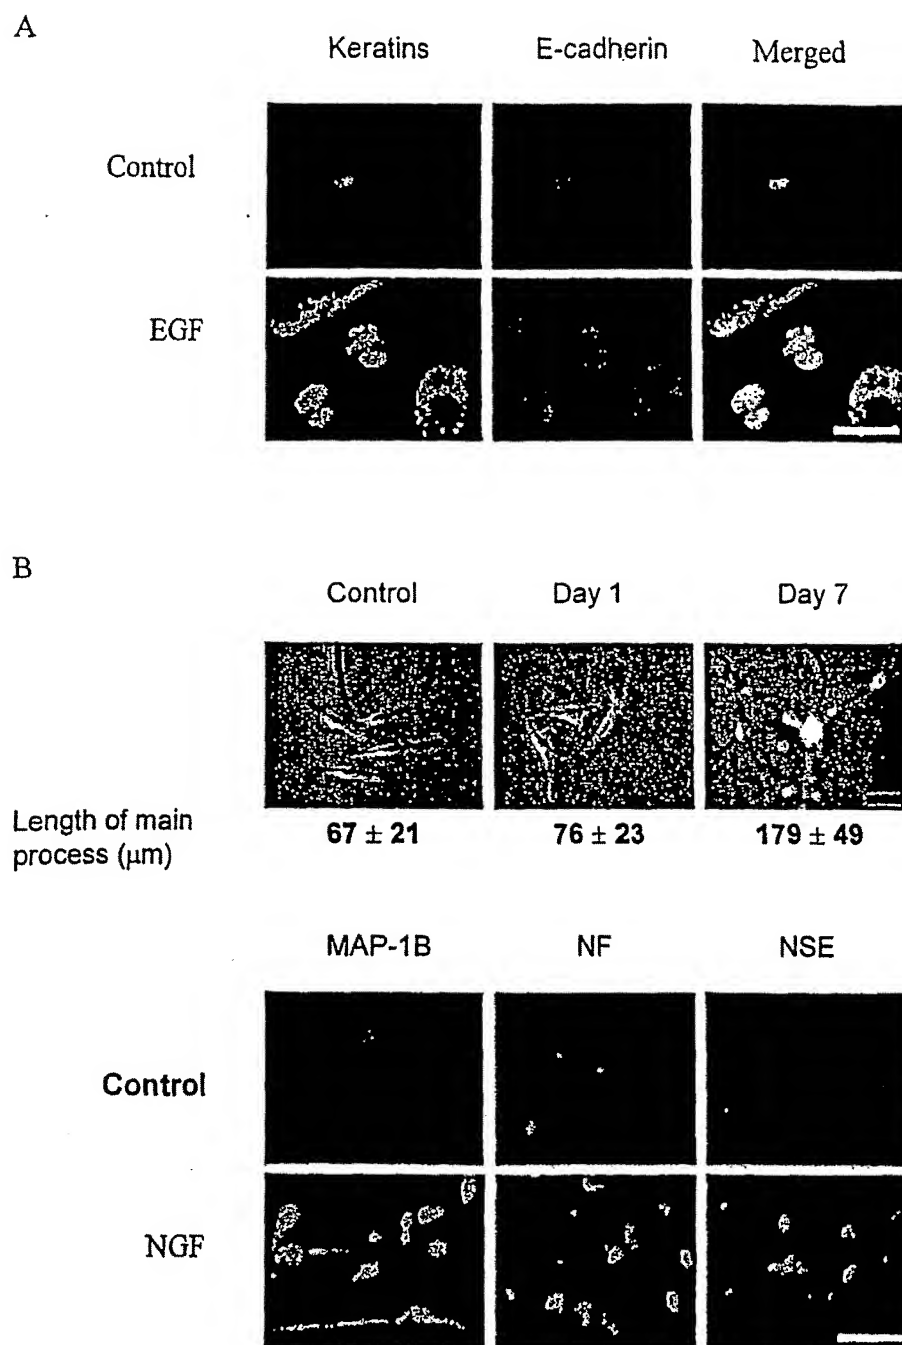 A
Keratins E-cadherin Merged
Control
EGF
B
Control Day 1 Day 7
Length of main
process (μm)
67 ± 21 76 ± 23 179 ± 49
MAP-1B NF NSE
Control
NGF